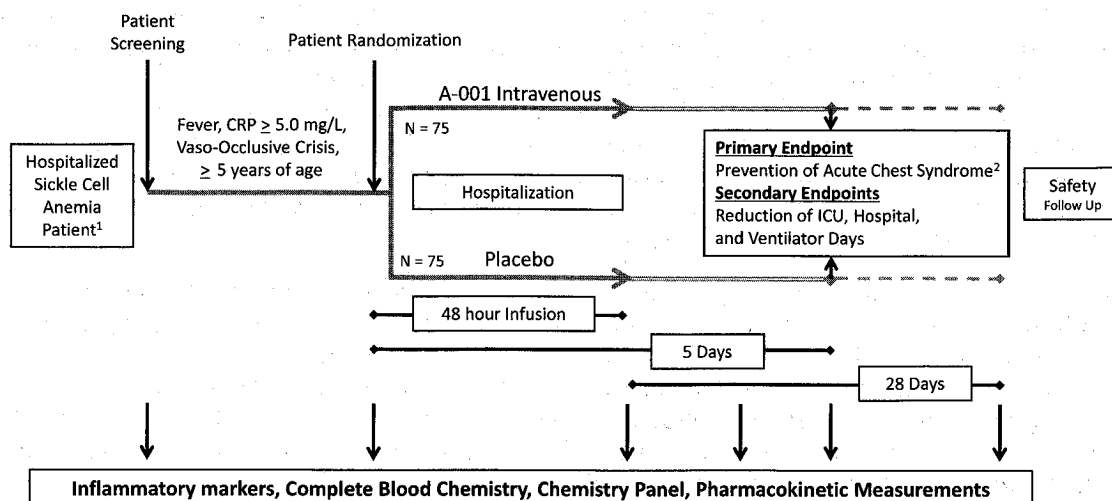 Patient
Screening
Patient Randomization
A-001 Intravenous
N = 75
Fever, CRP ≥ 5.0 mg/L,
Vaso-Occlusive Crisis,
≥ 5 years of age
Hospitalized
Sickle Cell
Anemia
Patient¹
Hospitalization
Primary Endpoint
Prevention of Acute Chest Syndrome²
Secondary Endpoints
Reduction of ICU, Hospital,
and Ventilator Days
Safety
Follow Up
N = 75
Placebo
48 hour Infusion
5 Days
28 Days
Inflammatory markers, Complete Blood Chemistry, Chemistry Panel, Pharmacokinetic Measurements